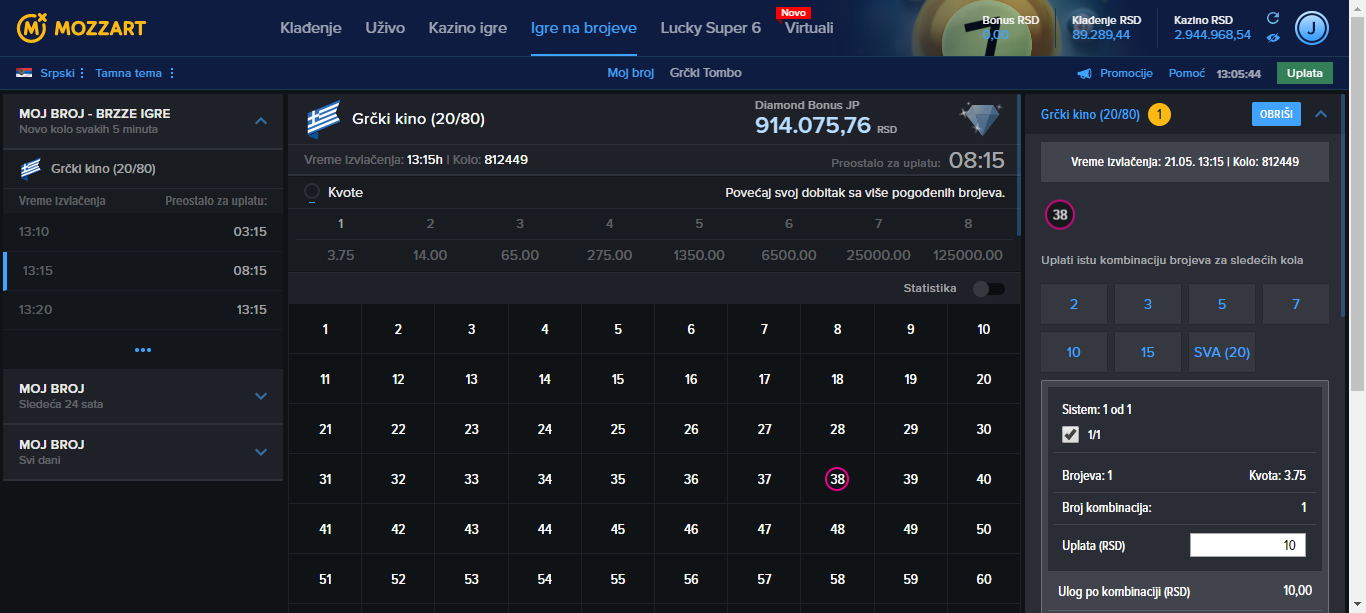 MOZZART
Klađenje Uživo Kazino igre Igre na brojeve Lucky Super 6 Novo Virtuali
Bonus RSD
0,00
Klađenje RSD
89.289,44
Kazino RSD
2.944.968,54
J
Srpski Tamna tema
Moj broj Grčki Tombo
Promocije Pomoć 13:05:44 Uplata
MOJ BROJ - BRZZE IGRE
Novo kolo svakih 5 minuta
Grčki kino (20/80)
Vreme izvlačenja Preostalo za uplatu:
13:10 03:15
13:15 08:15
13:20 13:15
MOJ BROJ
Sledeća 24 sata
MOJ BROJ
Svi dani
Grčki kino (20/80)
Diamond Bonus JP
914.075,76 RSD
Vreme Izvlačenja: 13:15h | Kolo: 812449
Preostalo za uplatu: 08:15
Kvote Povećaj svoj dobitak sa više pogođenih brojeva.
1 2 3 4 5 6 7 8
3.75 14.00 65.00 275.00 1350.00 6500.00 25000.00 125000.00
Statistika
1 2 3 4 5 6 7 8 9 10
11 12 13 14 15 16 17 18 19 20
21 22 23 24 25 26 27 28 29 30
31 32 33 34 35 36 37 38 39 40
41 42 43 44 45 46 47 48 49 50
51 52 53 54 55 56 57 58 59 60
Grčki kino (20/80) 1 OBRIŠI
Vreme izvlačenja: 21.05. 13:15 | Kolo: 812449
38
Uplati istu kombinaciju brojeva za sledećih kola
2 3 5 7
10 15 SVA (20)
Sistem: 1 od 1
1/1
Brojeva: 1 Kvota: 3.75
Broj kombinacija: 1
Uplata (RSD) 10
Ulog po kombinaciji (RSD) 10,00